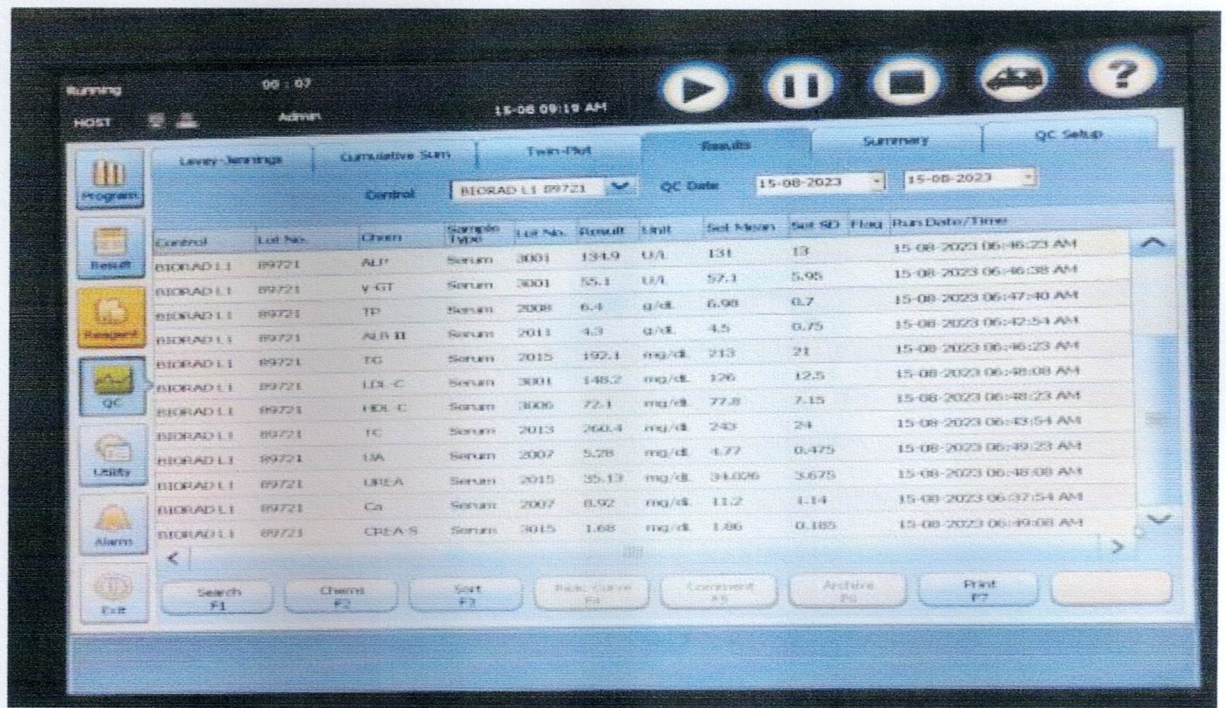 Running 00 : 07
HOST Admin 15-08 09:19 AM
Levey-Jennings Cumulative Sum Twin-Plot Results Summary QC Setup
Program
Control BIORAD L1 89721 QC Date 15-08-2023 15-08-2023
Control Lot No. Chem Sample Type Lot No. Result Unit Set Mean Set SD Flag Run Date/Time
Result
BIORAD L1 89721 ALP Serum 3001 134.9 U/L 131 13 15-08-2023 06:46:23 AM
BIORAD L1 89721 γ-GT Serum 3001 55.1 U/L 57.1 5.95 15-08-2023 06:46:38 AM
BIORAD L1 89721 TP Serum 2008 6.4 g/dL 6.98 0.7 15-08-2023 06:47:40 AM
Reagent
BIORAD L1 89721 ALB II Serum 2011 4.3 g/dL 4.5 0.75 15-08-2023 06:42:54 AM
BIORAD L1 89721 TG Serum 2015 192.1 mg/dL 213 21 15-08-2023 06:46:23 AM
BIORAD L1 89721 LDL-C Serum 3001 148.2 mg/dL 126 12.5 15-08-2023 06:48:08 AM
QC
BIORAD L1 89721 HDL-C Serum 3006 72.1 mg/dL 77.8 7.15 15-08-2023 06:48:23 AM
BIORAD L1 89721 TC Serum 2013 260.4 mg/dL 243 24 15-08-2023 06:43:54 AM
BIORAD L1 89721 UA Serum 2007 5.28 mg/dL 4.77 0.475 15-08-2023 06:49:23 AM
Utility
BIORAD L1 89721 UREA Serum 2015 35.13 mg/dL 34.026 3.675 15-08-2023 06:48:08 AM
BIORAD L1 89721 Ca Serum 2007 8.92 mg/dL 11.2 1.14 15-08-2023 06:37:54 AM
BIORAD L1 89721 CREA-S Serum 3015 1.68 mg/dL 1.86 0.185 15-08-2023 06:49:08 AM
Alarm
Search F1 Chems F2 Sort F3 Reac. Curve F4 Comment F5 Archive F6 Print F7
Exit